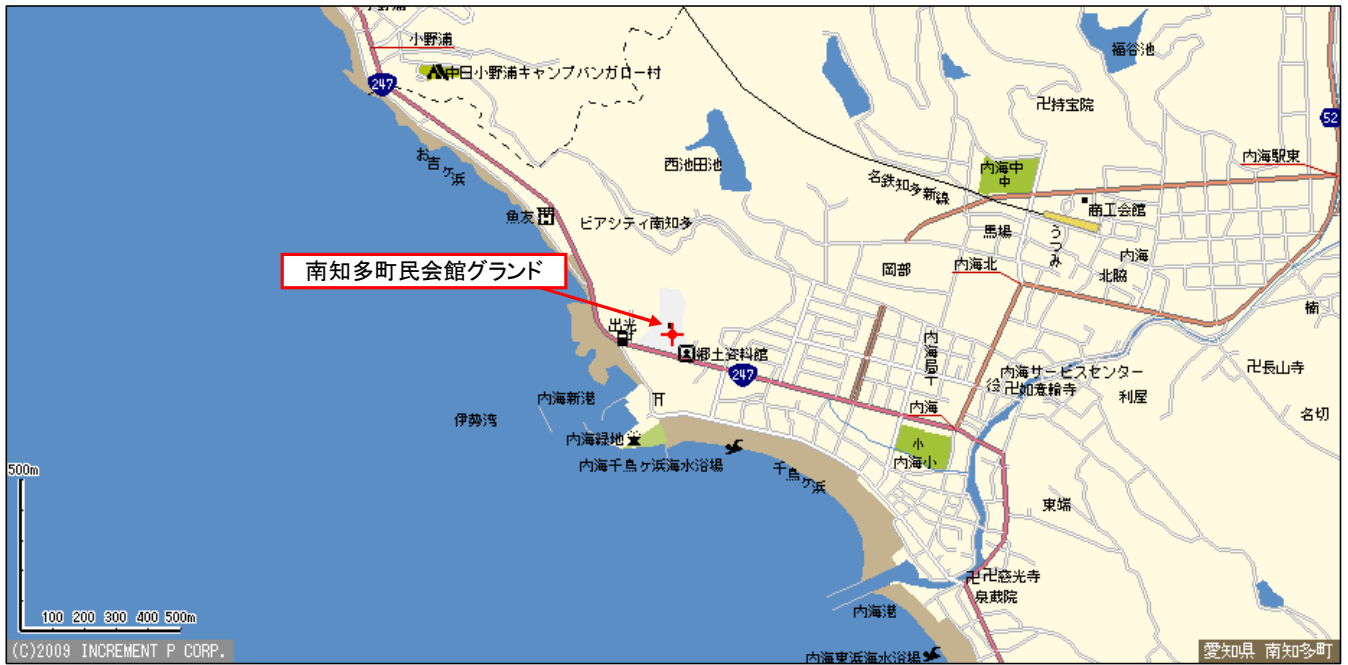 小野浦
小野浦
中日小野浦キャンプバンガロー村
247
福谷池
卍持宝院
52
お吉ヶ浜
西池田池
内海中
中
内海駅東
名鉄知多新線
商工会館
魚友
ビアシティ南知多
馬場
うつみ
内海
南知多町民会館グランド
岡部
内海北
北脇
楠
出光
郷土資料館
247
内海局〒
内海サービスセンター
役
卍如意輪寺
利屋
卍長山寺
内海新港
内海
名切
伊勢湾
内海緑地
小
内海小
内海千鳥ヶ浜海水浴場
千鳥ヶ浜
500m
東端
卍卍慈光寺
泉蔵院
内海港
100 200 300 400 500m
(C)2009 INCREMENT P CORP.
内海東浜海水浴場
愛知県 南知多町